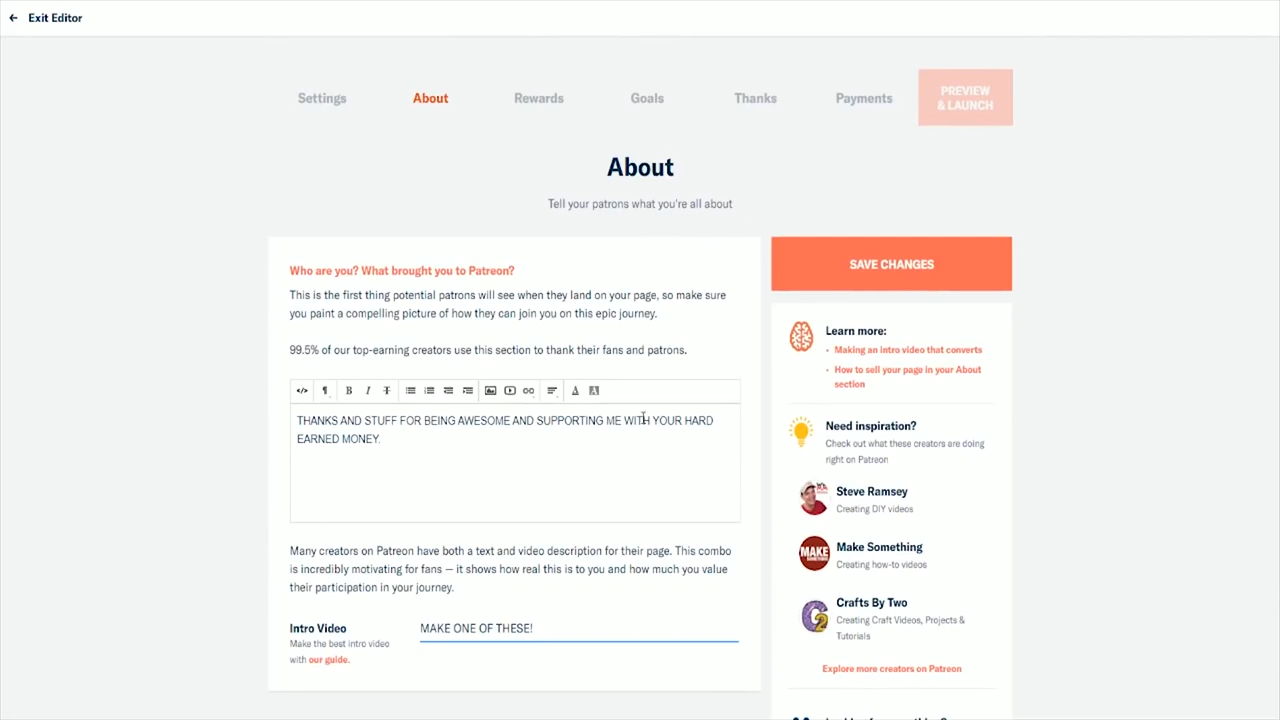 Exit Editor
Settings
About
Rewards
Goals
Thanks
Payments
PREVIEW
& LAUNCH
About
Tell your patrons what you're all about
Who are you? What brought you to Patreon?
This is the first thing potential patrons will see when they land on your page, so make sure
you paint a compelling picture of how they can join you on this epic journey.
99.5% of our top-earning creators use this section to thank their fans and patrons.
THANKS AND STUFF FOR BEING AWESOME AND SUPPORTING ME WITH YOUR HARD
EARNED MONEY.
Many creators on Patreon have both a text and video description for their page. This combo
is incredibly motivating for fans — it shows how real this is to you and how much you value
their participation in your journey.
Intro Video
Make the best intro video
with our guide.
MAKE ONE OF THESE!
SAVE CHANGES
Learn more:
• Making an intro video that converts
• How to sell your page in your About
section
Need inspiration?
Check out what these creators are doing
right on Patreon
Steve Ramsey
Creating DIY videos
MAKE
Make Something
Creating how-to videos
Crafts By Two
Creating Craft Videos, Projects &
Tutorials
Explore more creators on Patreon